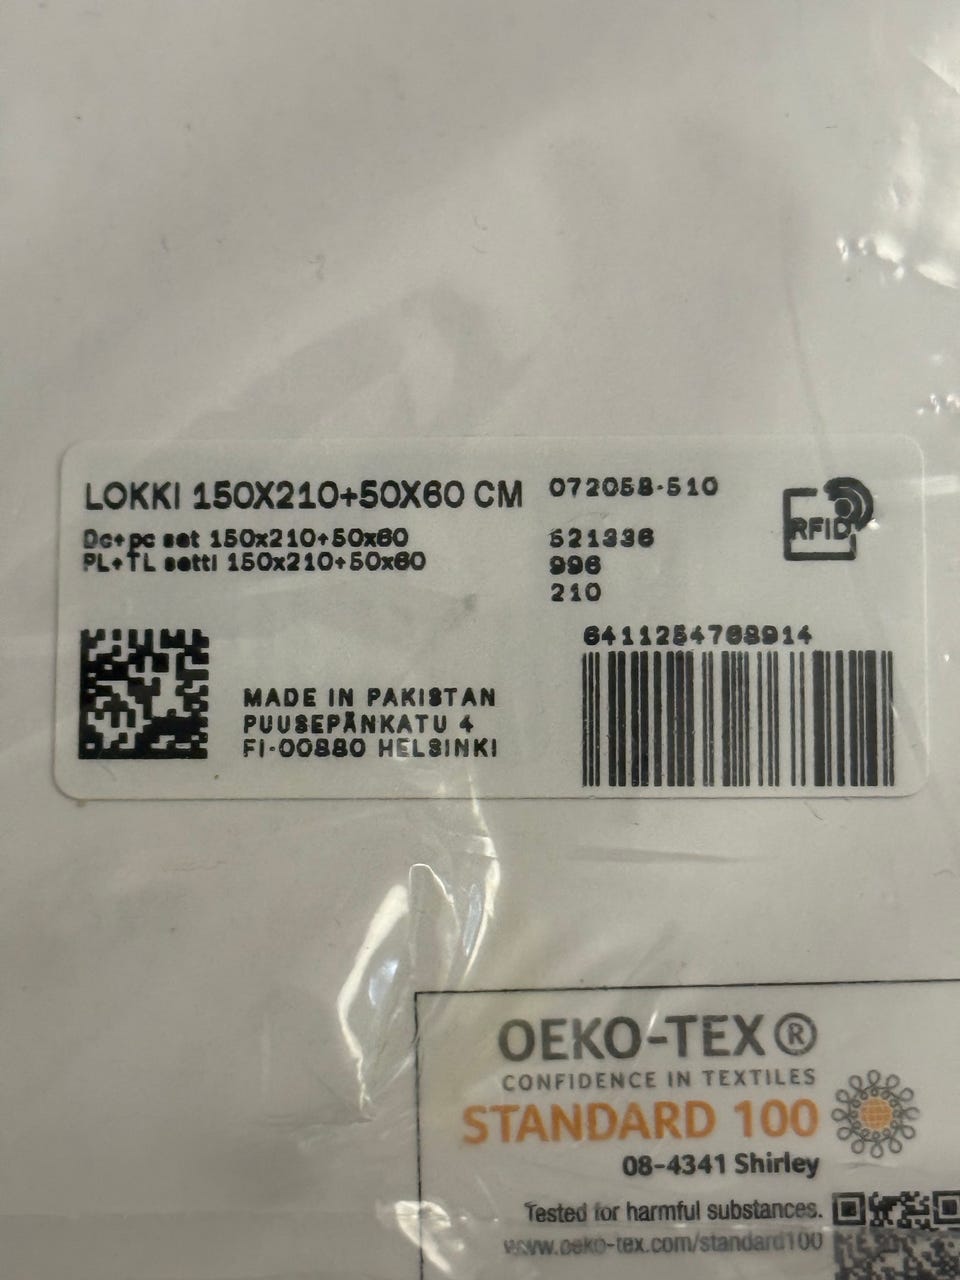 LOKKI 150X210+50X60 CM
072058-510
Dc+pc set 150x210+50x60
PL+TL setti 150x210+50x60
521336
996
210
RFID
6411254768914
MADE IN PAKISTAN
PUUSEPÄNKATU 4
FI-00880 HELSINKI
OEKO-TEX®
CONFIDENCE IN TEXTILES
STANDARD 100
08-4341 Shirley
Tested for harmful substances.
www.oeko-tex.com/standard100